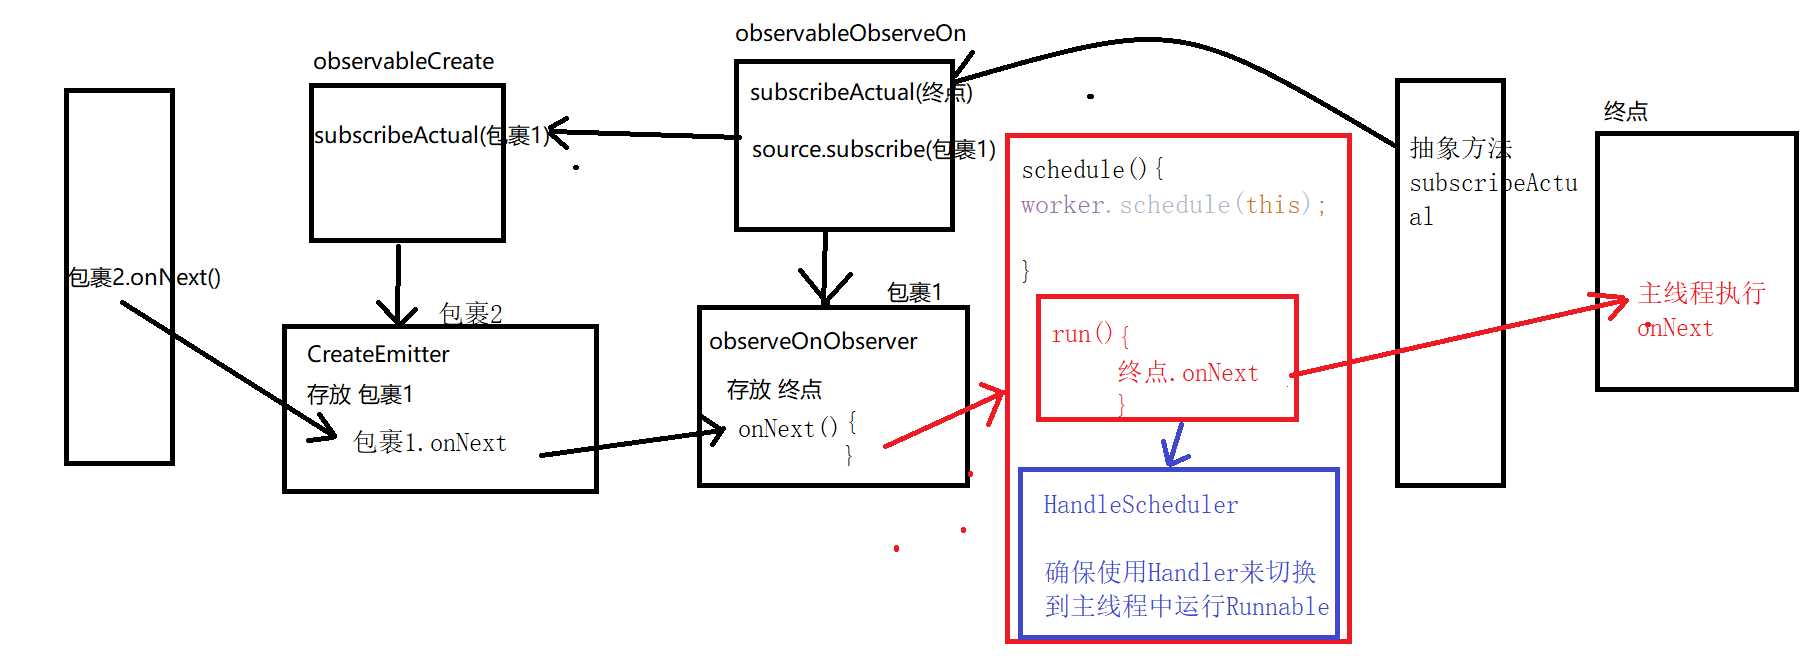 包裹2.onNext()
observableCreate
subscribeActual(包裹1)
包裹2
CreateEmitter
存放 包裹1
包裹1.onNext
observableObserveOn
subscribeActual(终点)
source.subscribe(包裹1)
包裹1
observeOnObserver
存放 终点
onNext(){
}
schedule(){
worker.schedule(this);
}
run(){
终点.onNext
}
HandleScheduler
确保使用Handler来切换
到主线程中运行Runnable
抽象方法
subscribeActu
al
终点
主线程执行
onNext